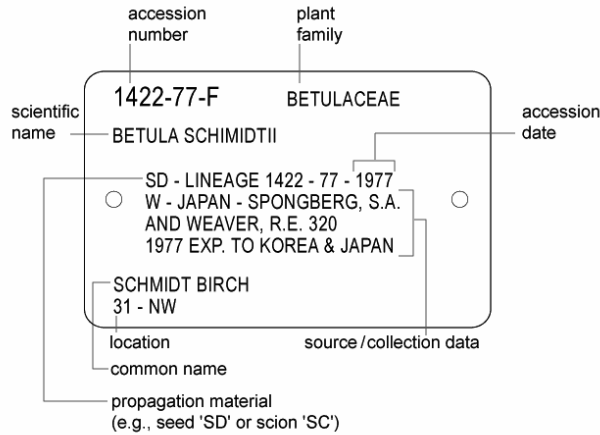 accession
number
plant
family
1422-77-F
BETULACEAE
scientific
name
accession
date
BETULA SCHIMIDTII
SD - LINEAGE 1422 - 77 - 1977
W - JAPAN - SPONGBERG, S.A.
AND WEAVER, R.E. 320
1977 EXP. TO KOREA & JAPAN
SCHMIDT BIRCH
31 - NW
location
source/collection data
common name
propagation material
(e.g., seed 'SD' or scion 'SC')